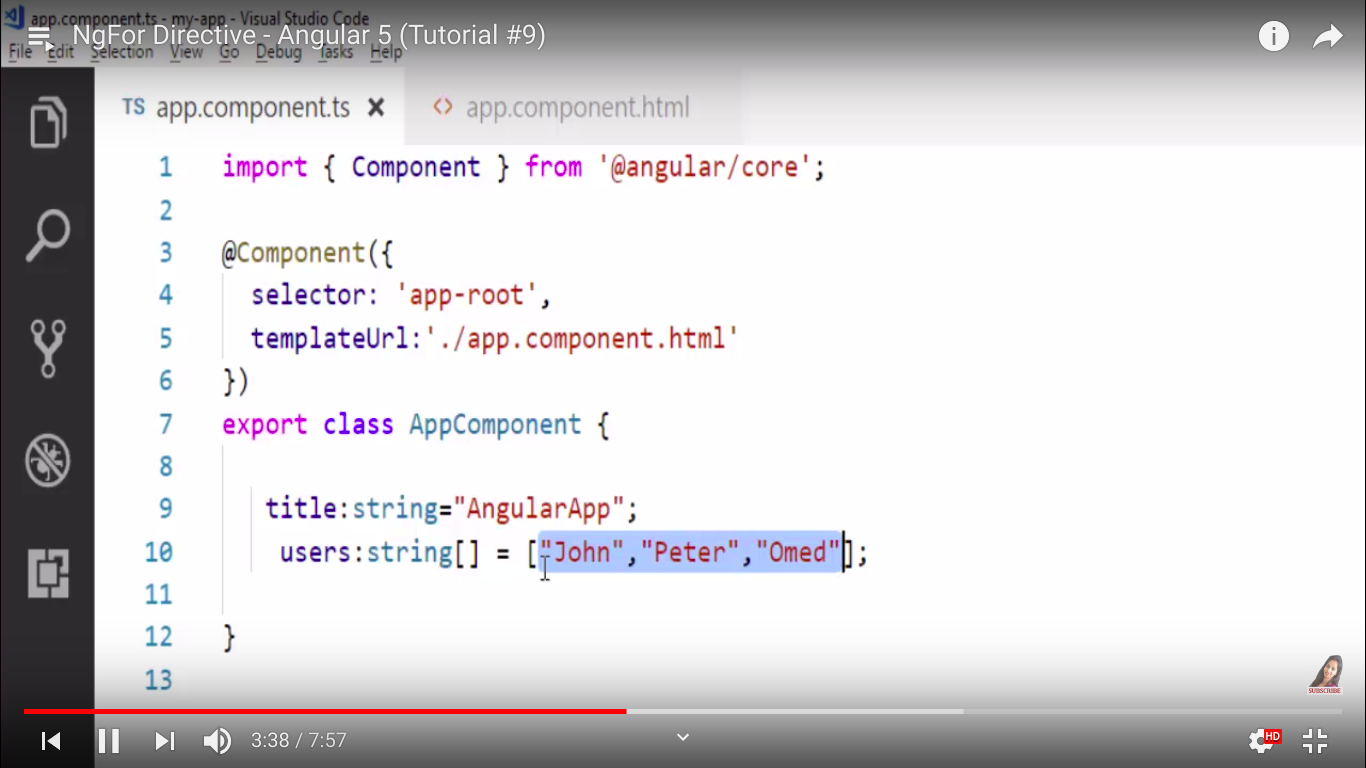 app.component.ts - my-app - Visual Studio Code
NgFor Directive - Angular 5 (Tutorial #9)
File Edit Selection View Go Debug Tasks Help
TS app.component.ts × <> app.component.html
1 import { Component } from '@angular/core';
2
3 @Component({
4 selector: 'app-root',
5 templateUrl:'./app.component.html'
6 })
7 export class AppComponent {
8
9 title:string="AngularApp";
10 users:string[] = ["John","Peter","Omed"];
11
12 }
13
SUBSCRIBE
3:38 / 7:57
HD